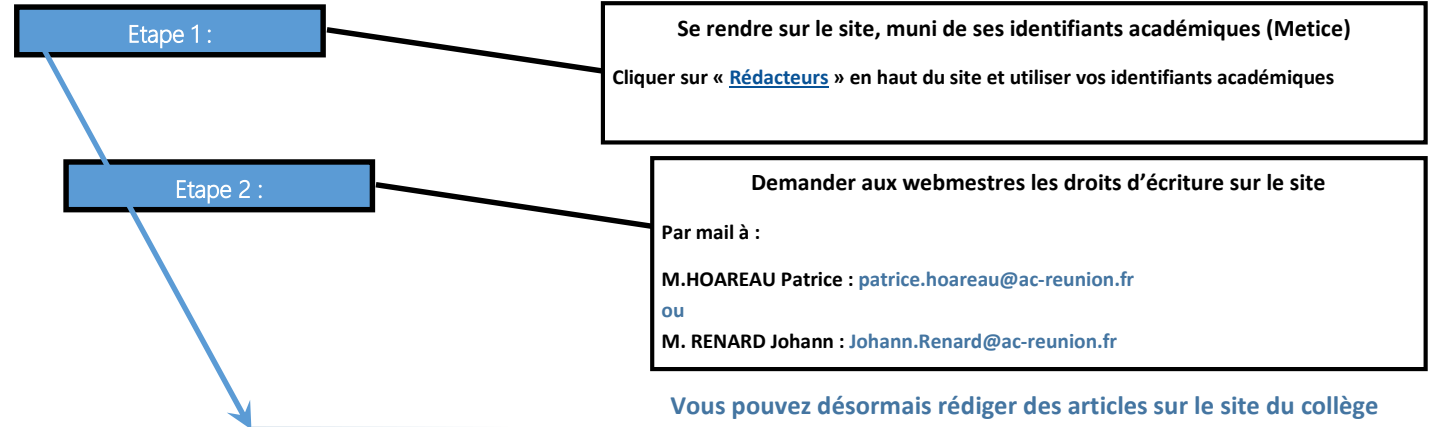 Etape 1 :
Se rendre sur le site, muni de ses identifiants académiques (Metice)
Cliquer sur « Rédacteurs » en haut du site et utiliser vos identifiants académiques
Etape 2 :
Demander aux webmestres les droits d’écriture sur le site
Par mail à :
M.HOAREAU Patrice : patrice.hoareau@ac-reunion.fr
ou
M. RENARD Johann : Johann.Renard@ac-reunion.fr
Vous pouvez désormais rédiger des articles sur le site du collège